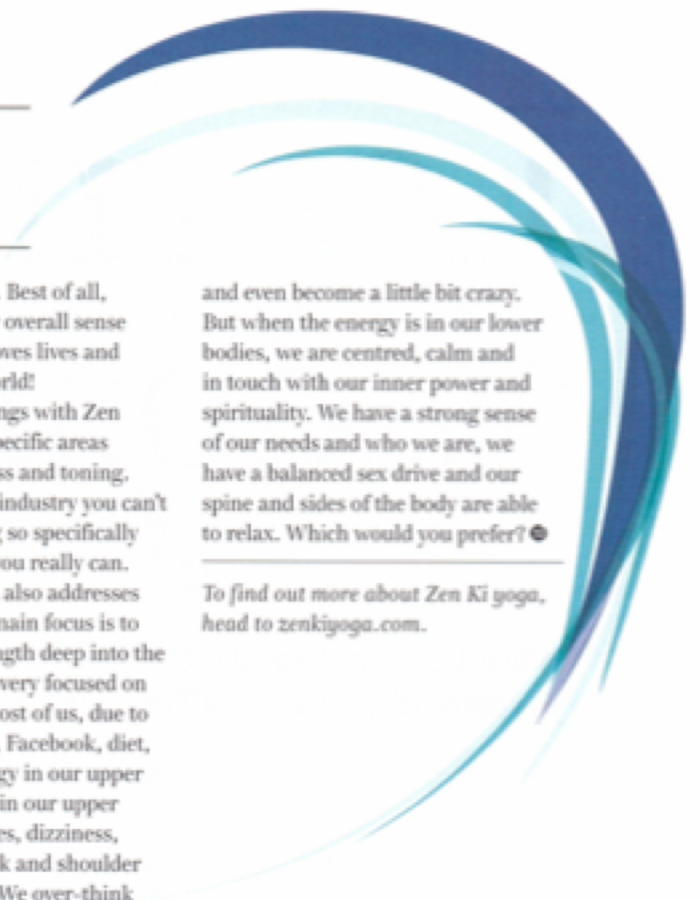 . Best of all,
overall sense
ves lives and
rld!
ngs with Zen
pecific areas
ss and toning.
industry you can't
g so specifically
ou really can.
also addresses
main focus is to
ngth deep into the
very focused on
ost of us, due to
, Facebook, diet,
gy in our upper
in our upper
es, dizziness,
k and shoulder
We over-think
and even become a little bit crazy.
But when the energy is in our lower
bodies, we are centred, calm and
in touch with our inner power and
spirituality. We have a strong sense
of our needs and who we are, we
have a balanced sex drive and our
spine and sides of the body are able
to relax. Which would you prefer?
To find out more about Zen Ki yoga,
head to zenkiyoga.com.